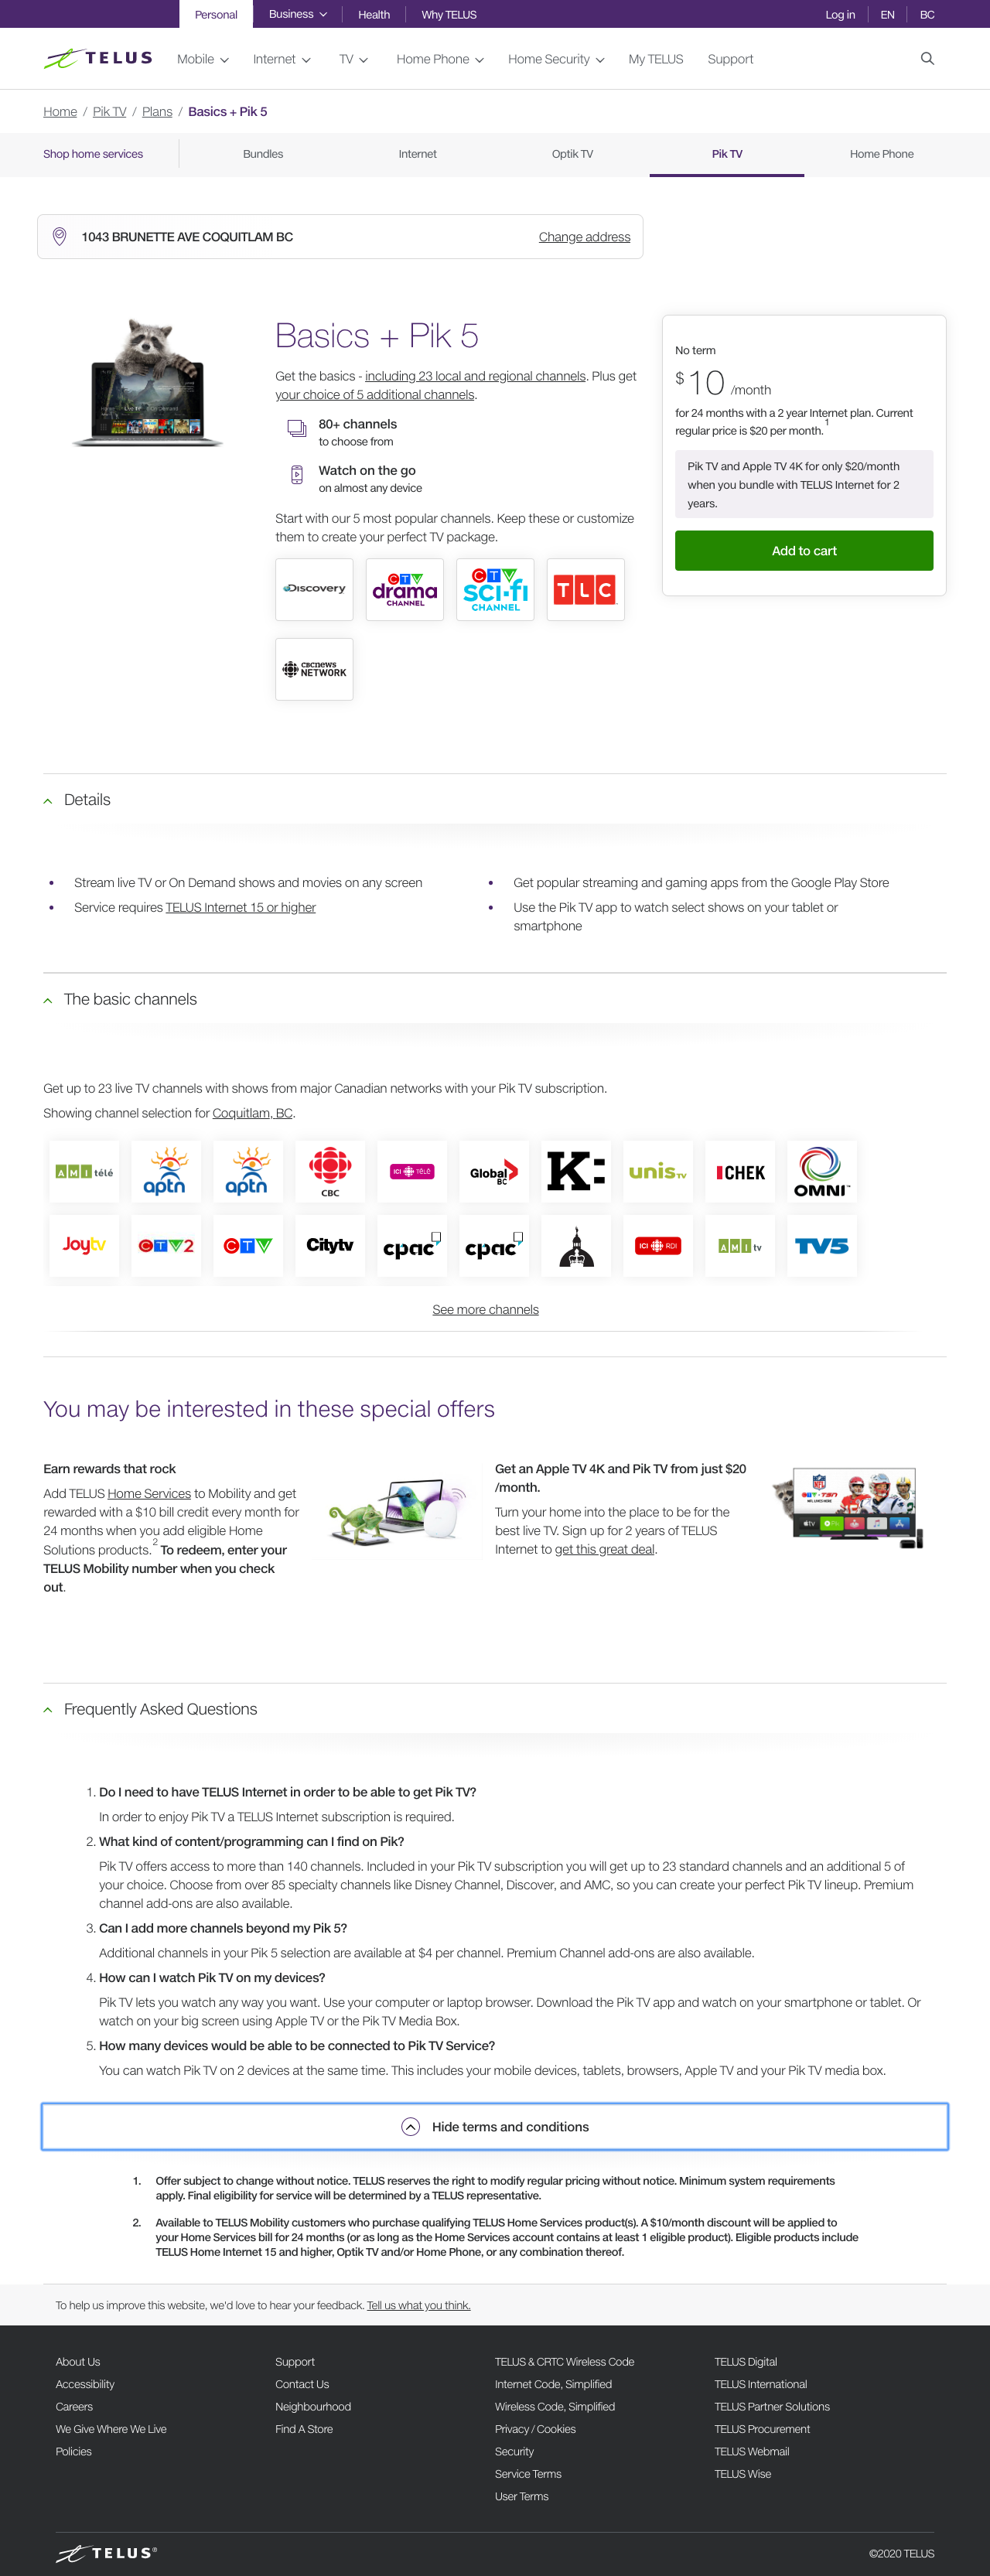 Personal
Business
Health
Why TELUS
Log in
EN
BC
TELUS
Mobile
Internet
TV
Home Phone
Home Security
My TELUS
Support
Home / Pik TV / Plans / Basics + Pik 5
Shop home services
Bundles
Internet
Optik TV
Pik TV
Home Phone
1043 BRUNETTE AVE COQUITLAM BC
Change address
Basics + Pik 5
Get the basics - including 23 local and regional channels. Plus get
your choice of 5 additional channels.
80+ channels
to choose from
Watch on the go
on almost any device
Start with our 5 most popular channels. Keep these or customize
them to create your perfect TV package.
Discovery
CTV drama CHANNEL
CTV sci-fi CHANNEL
TLC
CBC news NETWORK
No term
$10 /month
for 24 months with a 2 year Internet plan. Current
regular price is $20 per month. 1
Pik TV and Apple TV 4K for only $20/month
when you bundle with TELUS Internet for 2
years.
Add to cart
Details
Stream live TV or On Demand shows and movies on any screen
Service requires TELUS Internet 15 or higher
Get popular streaming and gaming apps from the Google Play Store
Use the Pik TV app to watch select shows on your tablet or
smartphone
The basic channels
Get up to 23 live TV channels with shows from major Canadian networks with your Pik TV subscription.
Showing channel selection for Coquitlam, BC.
AMI télé
aptn
aptn
CBC
ICI TÉLÉ
Global BC
K:
unis TV
CHEK
OMNI
Joytv
CTV2
CTV
Citytv
cpac
cpac
ICI RDI
AMI tv
TV5
See more channels
You may be interested in these special offers
Earn rewards that rock
Add TELUS Home Services to Mobility and get
rewarded with a $10 bill credit every month for
24 months when you add eligible Home
Solutions products. 2 To redeem, enter your
TELUS Mobility number when you check
out.
Get an Apple TV 4K and Pik TV from just $20
/month.
Turn your home into the place to be for the
best live TV. Sign up for 2 years of TELUS
Internet to get this great deal.
Frequently Asked Questions
1. Do I need to have TELUS Internet in order to be able to get Pik TV?
In order to enjoy Pik TV a TELUS Internet subscription is required.
2. What kind of content/programming can I find on Pik?
Pik TV offers access to more than 140 channels. Included in your Pik TV subscription you will get up to 23 standard channels and an additional 5 of
your choice. Choose from over 85 specialty channels like Disney Channel, Discover, and AMC, so you can create your perfect Pik TV lineup. Premium
channel add-ons are also available.
3. Can I add more channels beyond my Pik 5?
Additional channels in your Pik 5 selection are available at $4 per channel. Premium Channel add-ons are also available.
4. How can I watch Pik TV on my devices?
Pik TV lets you watch any way you want. Use your computer or laptop browser. Download the Pik TV app and watch on your smartphone or tablet. Or
watch on your big screen using Apple TV or the Pik TV Media Box.
5. How many devices would be able to be connected to Pik TV Service?
You can watch Pik TV on 2 devices at the same time. This includes your mobile devices, tablets, browsers, Apple TV and your Pik TV media box.
Hide terms and conditions
1. Offer subject to change without notice. TELUS reserves the right to modify regular pricing without notice. Minimum system requirements
apply. Final eligibility for service will be determined by a TELUS representative.
2. Available to TELUS Mobility customers who purchase qualifying TELUS Home Services product(s). A $10/month discount will be applied to
your Home Services bill for 24 months (or as long as the Home Services account contains at least 1 eligible product). Eligible products include
TELUS Home Internet 15 and higher, Optik TV and/or Home Phone, or any combination thereof.
To help us improve this website, we'd love to hear your feedback. Tell us what you think.
About Us
Accessibility
Careers
We Give Where We Live
Policies
Support
Contact Us
Neighbourhood
Find A Store
TELUS & CRTC Wireless Code
Internet Code, Simplified
Wireless Code, Simplified
Privacy / Cookies
Security
Service Terms
User Terms
TELUS Digital
TELUS International
TELUS Partner Solutions
TELUS Procurement
TELUS Webmail
TELUS Wise
TELUS®
©2020 TELUS